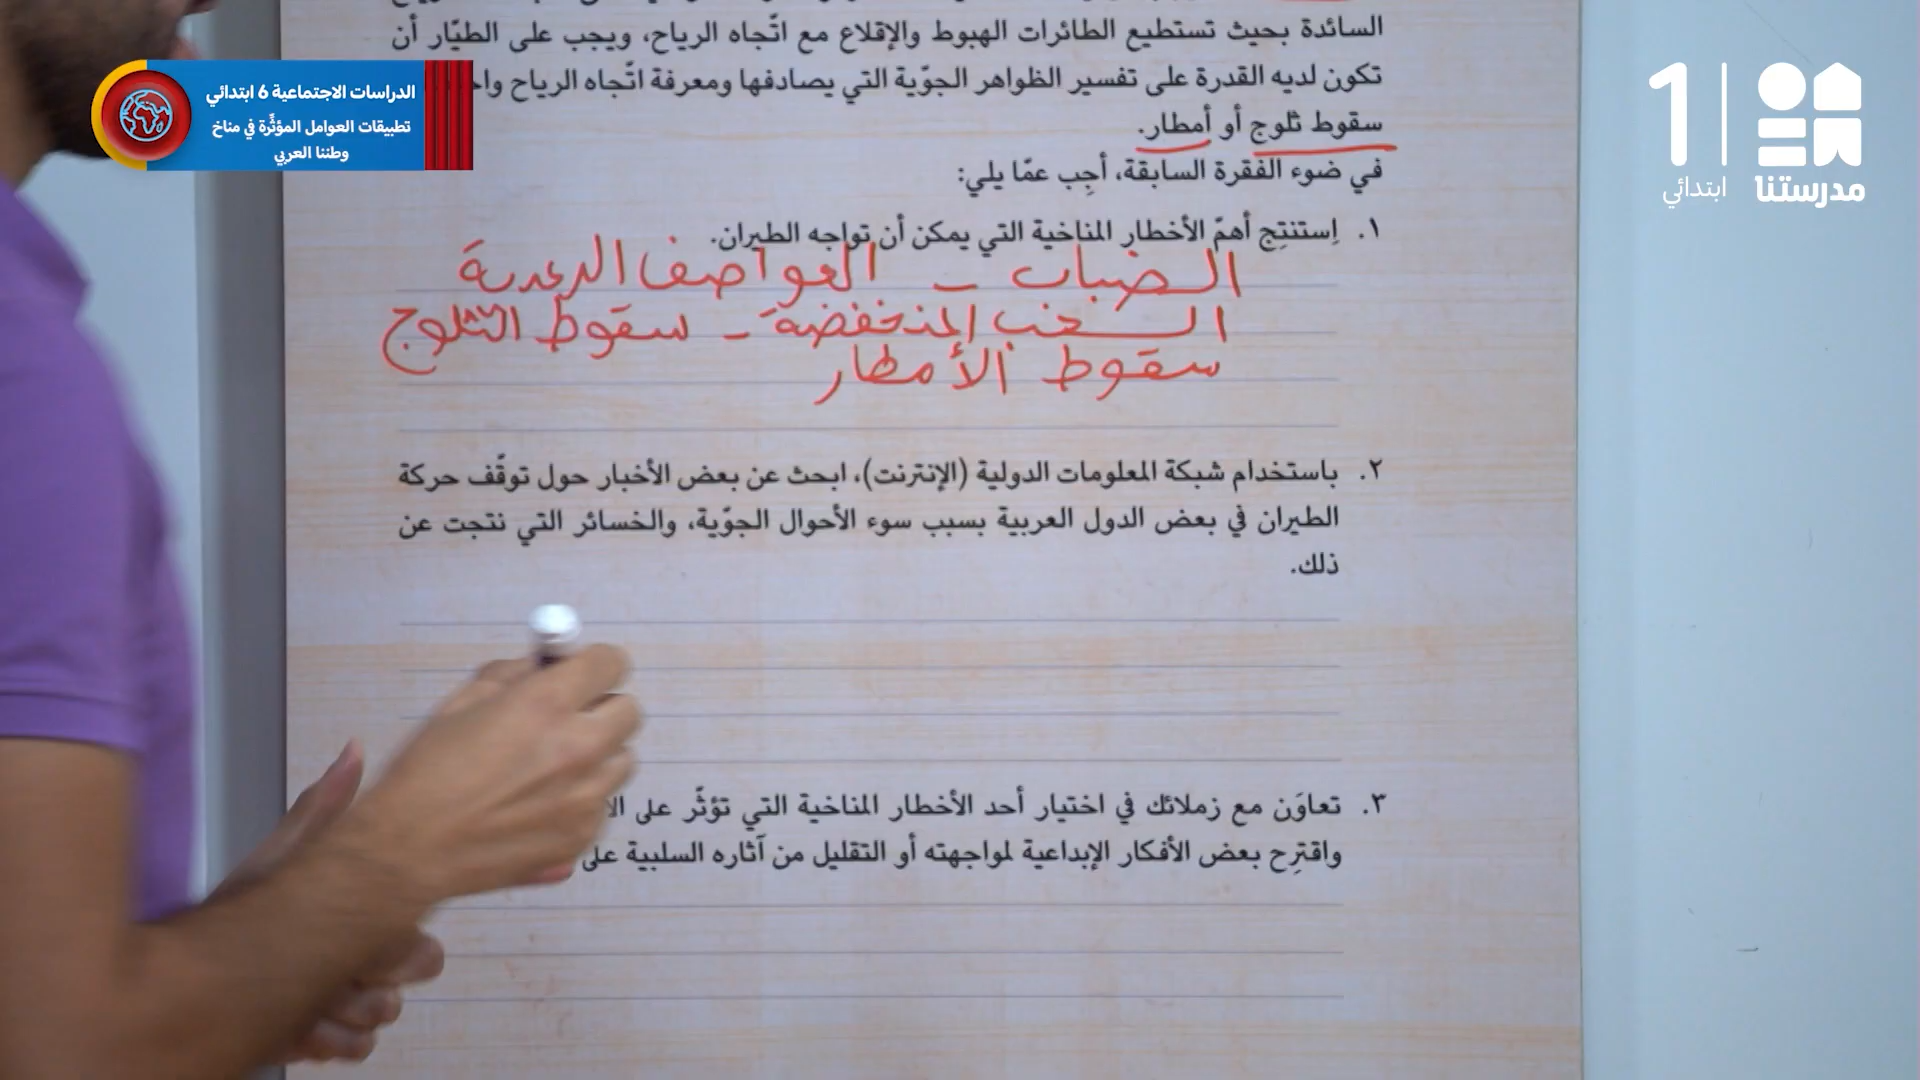 السائدة بحيث تستطيع الطائرات الهبوط والإقلاع مع اتّجاه الرياح، ويجب على الطيّار أن
تكون لديه القدرة على تفسير الظواهر الجوّية التي يصادفها ومعرفة اتّجاه الرياح
سقوط ثلوج أو أمطار.
في ضوء الفقرة السابقة، أجِب عمّا يلي:
١. اِستنتِج أهمّ الأخطار المناخية التي يمكن أن تواجه الطيران.
الضباب - العواصف الرعدية
السحب المنخفضة - سقوط الثلوج
سقوط الأمطار
٢. باستخدام شبكة المعلومات الدولية (الإنترنت)، ابحث عن بعض الأخبار حول توقّف حركة
الطيران في بعض الدول العربية بسبب سوء الأحوال الجوّية، والخسائر التي نتجت عن
ذلك.
٣. تعاوَن مع زملائك في اختيار أحد الأخطار المناخية التي تؤثّر على
واقترِح بعض الأفكار الإبداعية لمواجهته أو التقليل من آثاره السلبية على
الدراسات الاجتماعية 6 ابتدائي
تطبيقات العوامل المؤثِّرة في مناخ
وطننا العربي
1
ابتدائي
مدرستنا